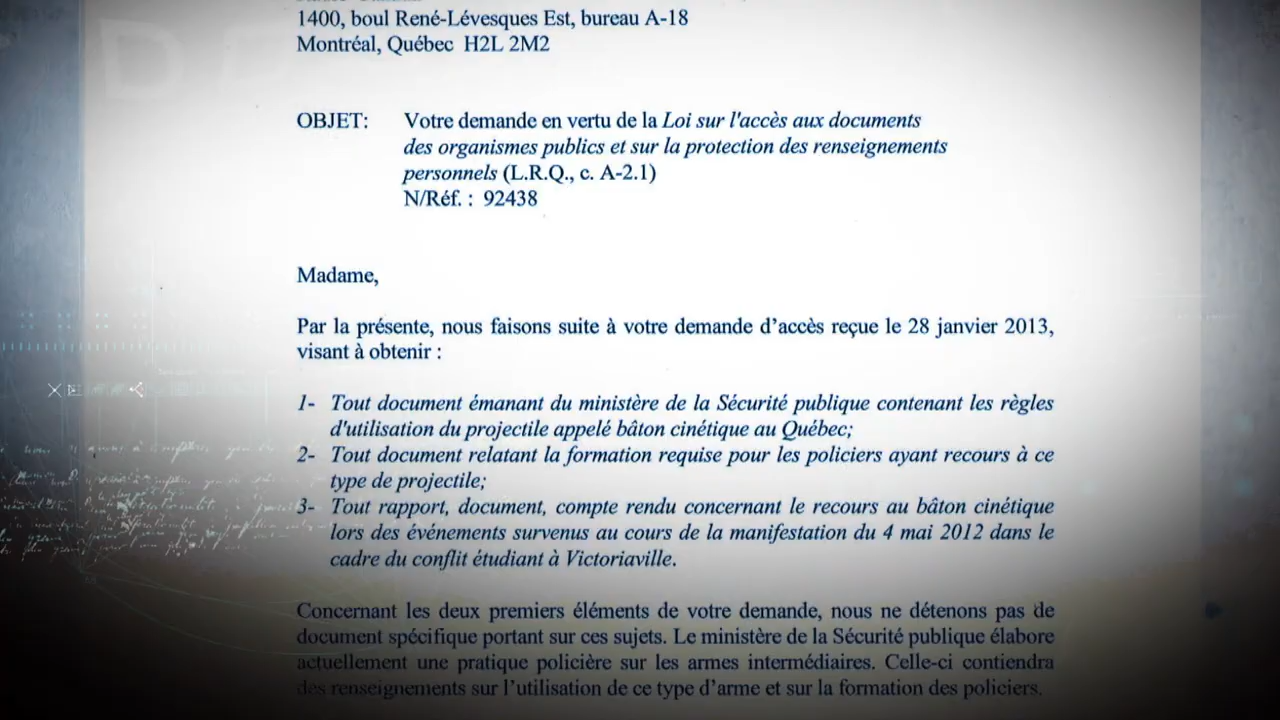 1400, boul René-Lévesques Est, bureau A-18
Montréal, Québec H2L 2M2
OBJET: Votre demande en vertu de la Loi sur l'accès aux documents
des organismes publics et sur la protection des renseignements
personnels (L.R.Q., c. A-2.1)
N/Réf. : 92438
Madame,
Par la présente, nous faisons suite à votre demande d'accès reçue le 28 janvier 2013,
visant à obtenir :
1- Tout document émanant du ministère de la Sécurité publique contenant les règles
d'utilisation du projectile appelé bâton cinétique au Québec;
2- Tout document relatant la formation requise pour les policiers ayant recours à ce
type de projectile;
3- Tout rapport, document, compte rendu concernant le recours au bâton cinétique
lors des événements survenus au cours de la manifestation du 4 mai 2012 dans le
cadre du conflit étudiant à Victoriaville.
Concernant les deux premiers éléments de votre demande, nous ne détenons pas de
document spécifique portant sur ces sujets. Le ministère de la Sécurité publique élabore
actuellement une pratique policière sur les armes intermédiaires. Celle-ci contiendra
des renseignements sur l'utilisation de ce type d'arme et sur la formation des policiers.